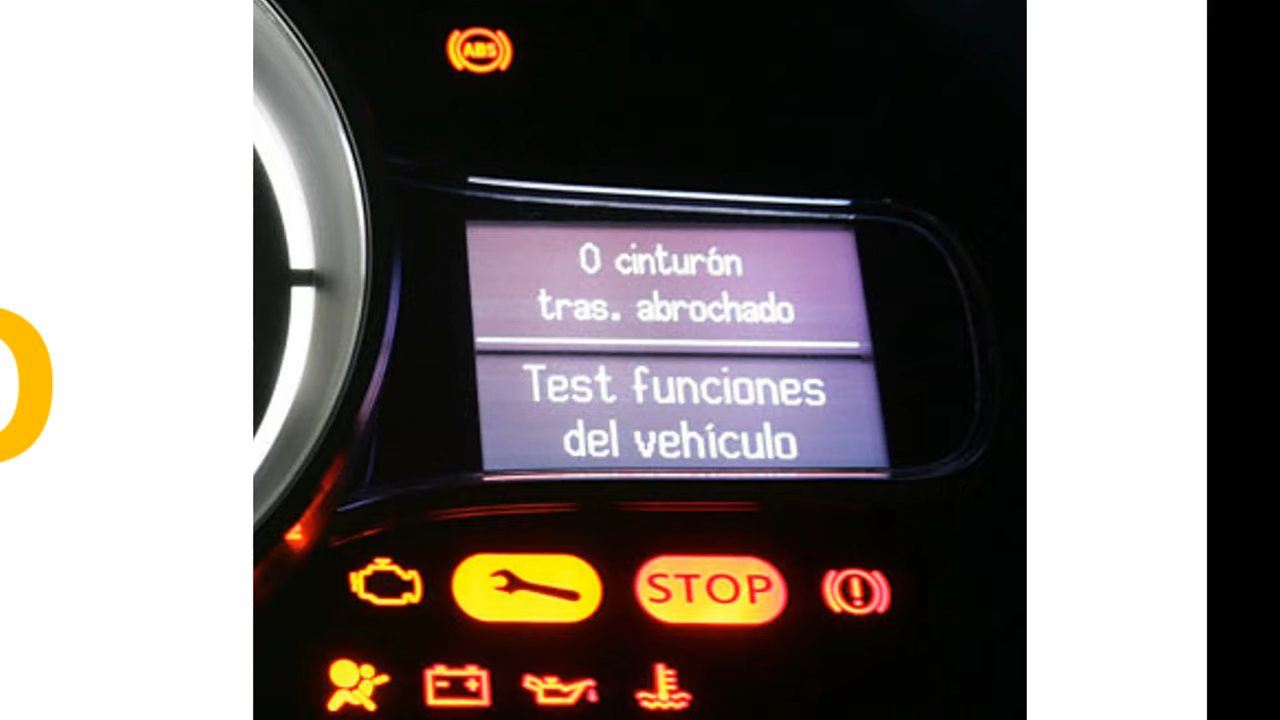 ABS
0 cinturón
tras. abrochado
Test funciones
del vehículo
STOP